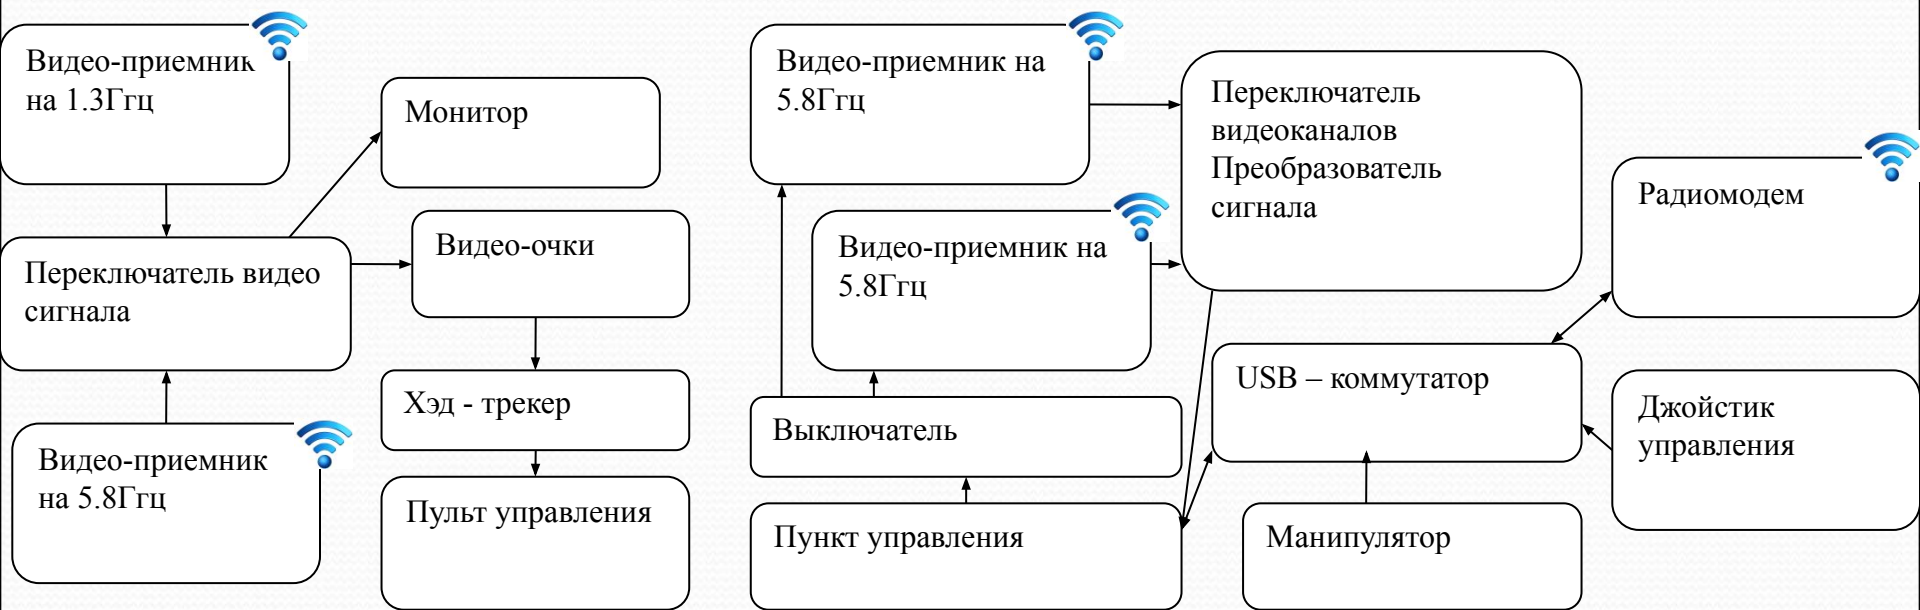 Видео-приемник
на 1.3Ггц
Монитор
Видео-очки
Переключатель видео
сигнала
Хэд - трекер
Видео-приемник
на 5.8Ггц
Пульт управления
Видео-приемник на
5.8Ггц
Переключатель
видеоканалов
Преобразователь
сигнала
Видео-приемник на
5.8Ггц
Радиомодем
USB – коммутатор
Выключатель
Джойстик
управления
Пункт управления
Манипулятор